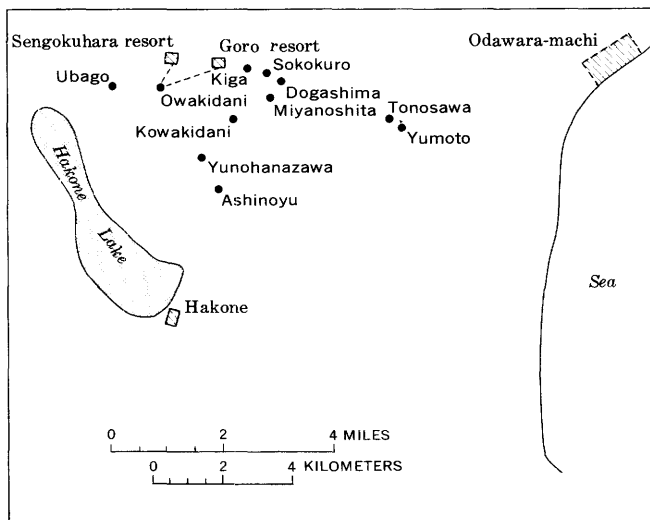 Sengokuhara resort
Goro resort
Odawara-machi
Sokokuro
Ubago
Kiga
Owakidani
Dogashima
Miyanoshita
Tonosawa
Kowakidani
Yumoto
Yunohanazawa
Ashinoyu
Hakone
Lake
Sea
Hakone
0 2 4 MILES
0 2 4 KILOMETERS